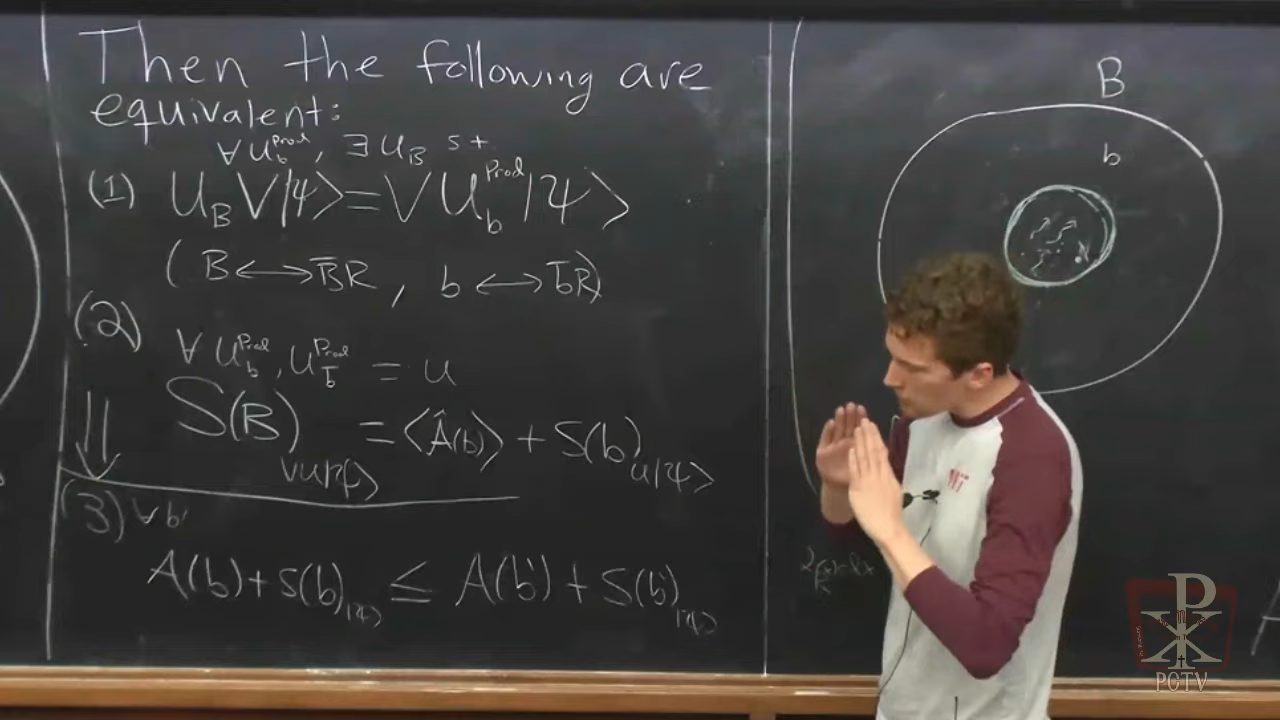 Then the following are
equivalent:
∀ U_b^Prod, ∃ U_B st
(1) U_B V|ψ⟩ = V U_b^Prod |ψ⟩
( B ⟷ B̄R, b ⟷ b̄R)
(2) ∀ U_b^Prod, U_b̄^Prod = U
S(B)_{VU|ψ⟩} = ⟨Â(b)⟩ + S(b)_{U|ψ⟩}
⇓
(3) ∀b'
A(b) + S(b)_{|ψ⟩} ≤ A(b') + S(b')_{|ψ⟩}
B
b
MIT
PCTV